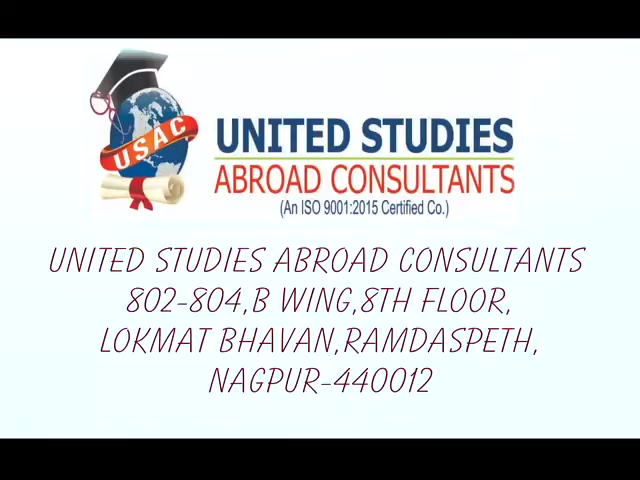 USAC
UNITED STUDIES
ABROAD CONSULTANTS
(An ISO 9001:2015 Certified Co.)
UNITED STUDIES ABROAD CONSULTANTS
802-804,B WING,8TH FLOOR,
LOKMAT BHAVAN,RAMDASPETH,
NAGPUR-440012